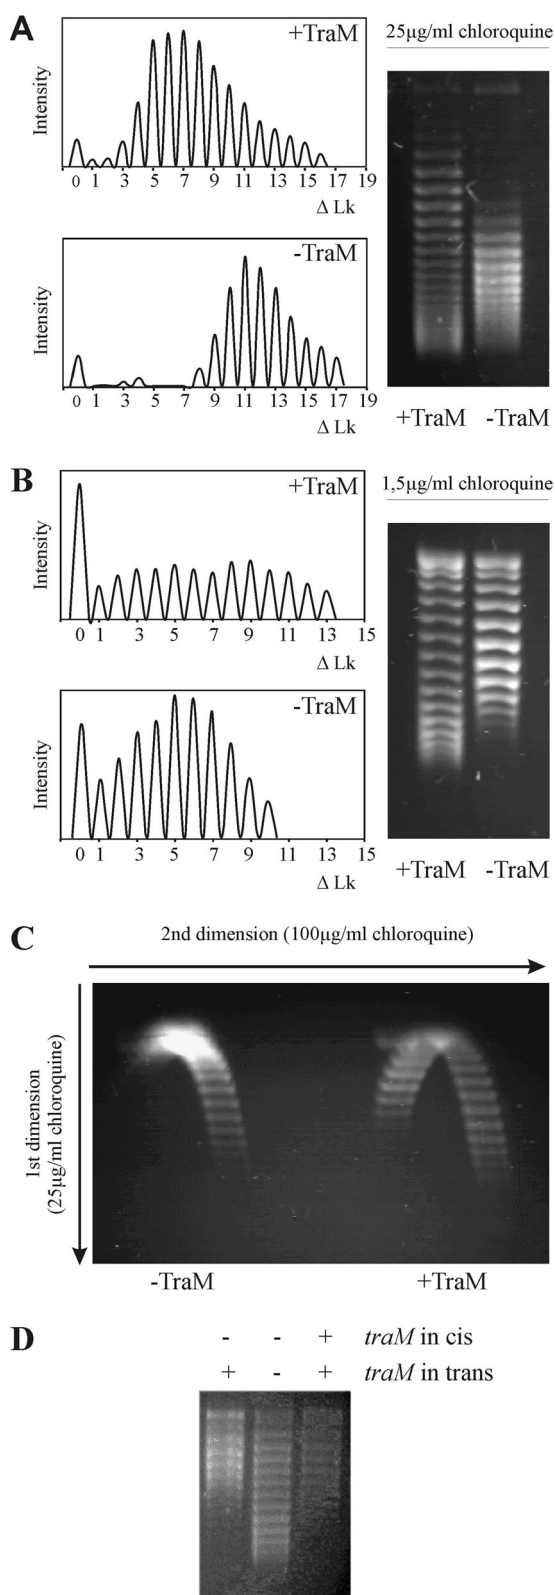 A
+TraM
25μg/ml chloroquine
Intensity
0 1 3 5 7 9 11 13 15 17 19
Δ Lk
-TraM
Intensity
0 1 3 5 7 9 11 13 15 17 19
Δ Lk
+TraM -TraM
B
+TraM
1,5μg/ml chloroquine
Intensity
0 1 3 5 7 9 11 13 15
Δ Lk
-TraM
Intensity
0 1 3 5 7 9 11 13 15
Δ Lk
+TraM -TraM
C
2nd dimension (100μg/ml chloroquine)
1st dimension
(25μg/ml chloroquine)
-TraM +TraM
D
- - + traM in cis
+ - + traM in trans